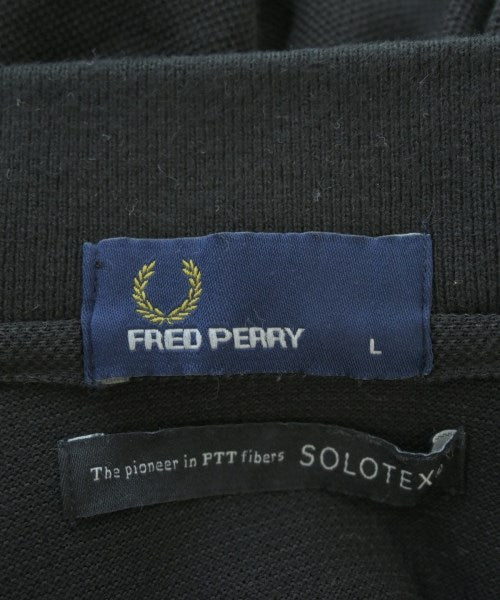 FRED PERRY L
The pioneer in PTT fibers SOLOTEX®